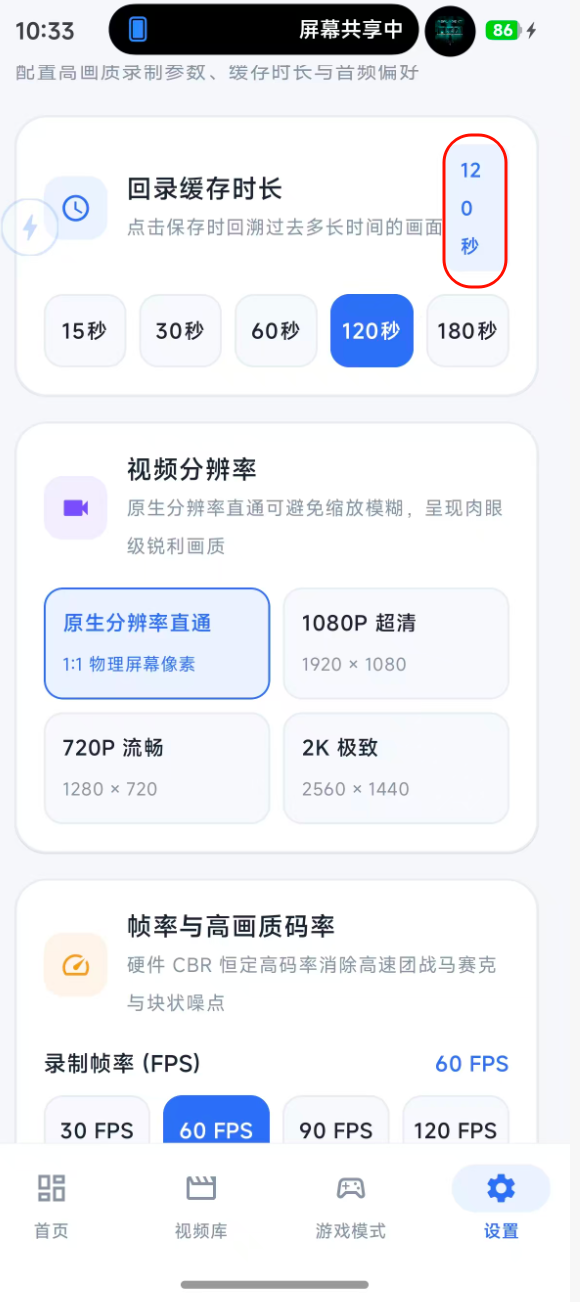 10:33
屏幕共享中
86
配置高画质录制参数、缓存时长与音频偏好
回录缓存时长
点击保存时回溯过去多长时间的画面
12
0
秒
15秒
30秒
60秒
120秒
180秒
视频分辨率
原生分辨率直通可避免缩放模糊，呈现肉眼
级锐利画质
原生分辨率直通
1:1 物理屏幕像素
1080P 超清
1920 × 1080
720P 流畅
1280 × 720
2K 极致
2560 × 1440
帧率与高画质码率
硬件 CBR 恒定高码率消除高速团战马赛克
与块状噪点
录制帧率 (FPS)
60 FPS
30 FPS
60 FPS
90 FPS
120 FPS
首页
视频库
游戏模式
设置